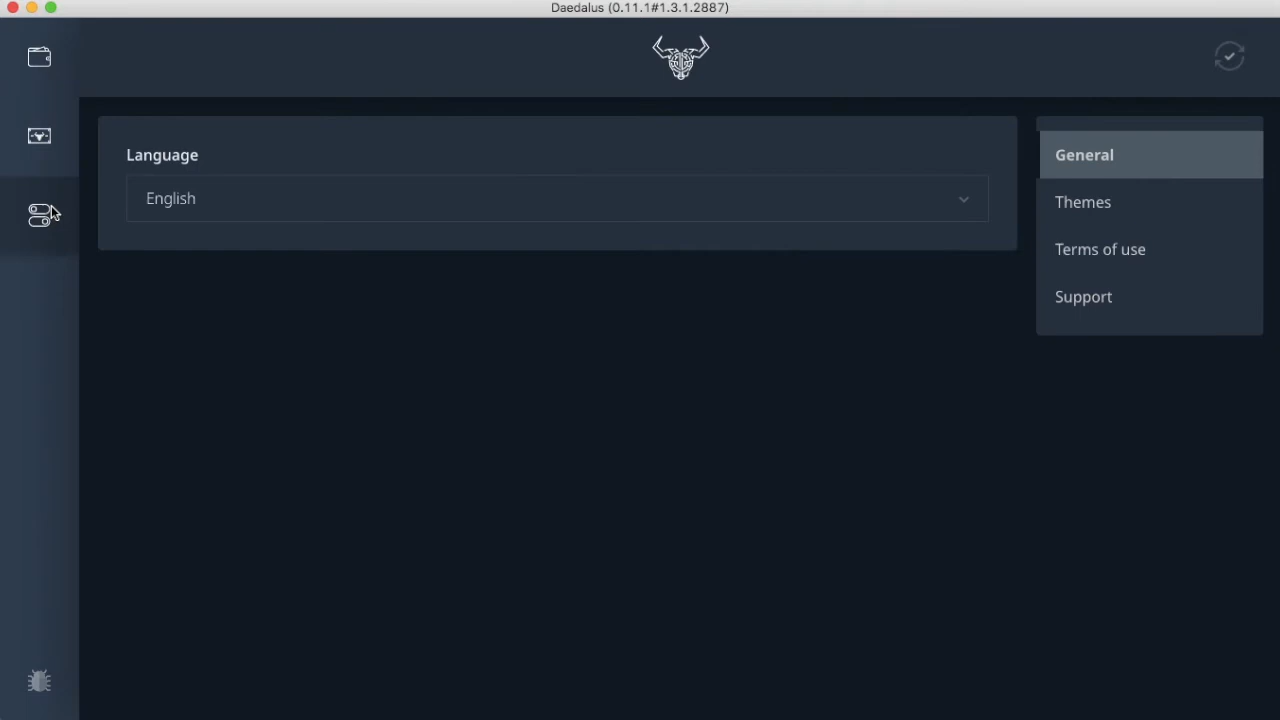 Daedalus (0.11.1#1.3.1.2887)
Language
English
General
Themes
Terms of use
Support